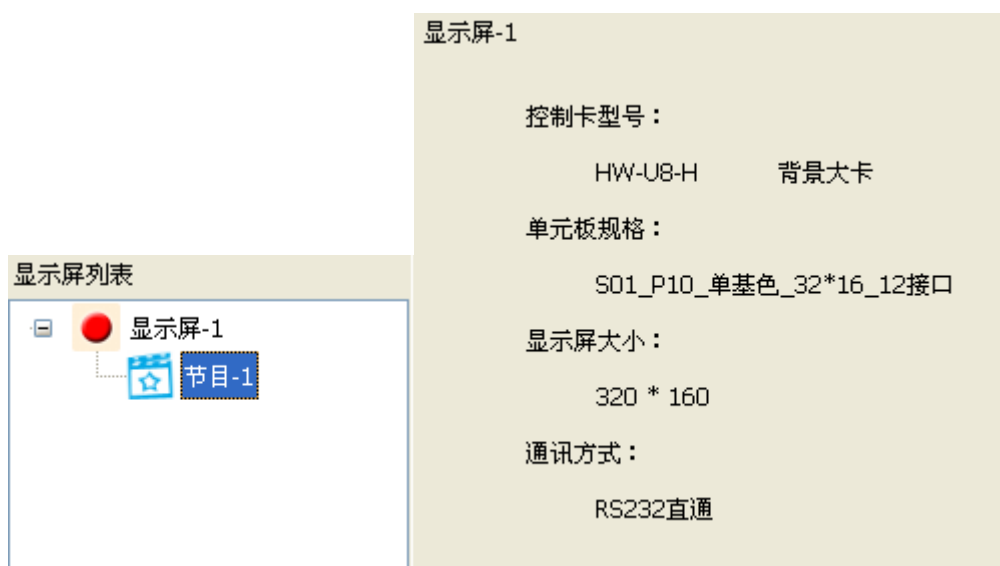 显示屏列表
显示屏-1
节目-1
显示屏-1
控制卡型号：
HW-U8-H 背景大卡
单元板规格：
S01_P10_单基色_32*16_12接口
显示屏大小：
320 * 160
通讯方式：
RS232直通